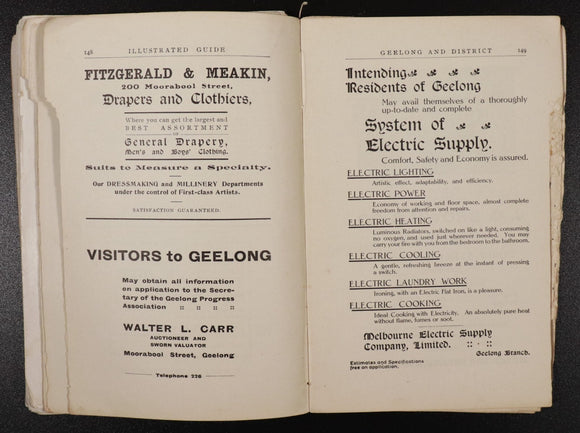 148 ILLUSTRATED GUIDE
FITZGERALD & MEAKIN,
200 Moorabool Street,
Drapers and Clothiers,
Where you can get the largest and
BEST ASSORTMENT
OF
General Drapery,
Men's and Boys' Clothing.
Suits to Measure a Specialty.
Our DRESSMAKING and MILLINERY Departments
under the control of First-class Artists.
SATISFACTION GUARANTEED.
VISITORS to GEELONG
May obtain all information
on application to the Secre-
tary of the Geelong Progress
Association :: :: :: ::
WALTER L. CARR
AUCTIONEER AND
SWORN VALUATOR
Moorabool Street, Geelong
Telephone 226
GEELONG AND DISTRICT 149
Intending
Residents of Geelong
May avail themselves of a thoroughly
up-to-date and complete
System of
Electric Supply.
Comfort, Safety and Economy is assured.
ELECTRIC LIGHTING
Artistic effect, adaptability, and efficiency.
ELECTRIC POWER
Economy of working and floor space, almost complete
freedom from attention and repairs.
ELECTRIC HEATING
Luminous Radiators, switched on like a light, consuming
no oxygen, and used just wherever needed. You may
carry your fire with you from the bedroom to the bathroom.
ELECTRIC COOLING
A gentle, refreshing breeze at the instant of pressing
a switch.
ELECTRIC LAUNDRY WORK
Ironing, with an Electric Flat Iron, is a pleasure.
ELECTRIC COOKING
Ideal Cooking with Electricity. An absolutely pure heat
without flame, fumes or soot.
Melbourne Electric Supply
Company, Limited. :: · ::
Geelong Branch.
Estimates and Specifications
free on application.